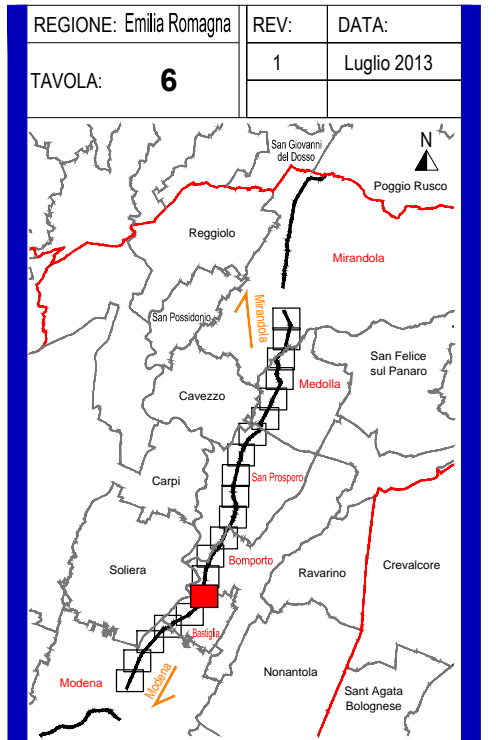 REGIONE: Emilia Romagna
REV:
DATA:
TAVOLA: 6
1
Luglio 2013
San Giovanni
del Dosso
N
Poggio Rusco
Reggiolo
Mirandola
Mirandola
San Possidonio
San Felice
sul Panaro
Medolla
Cavezzo
Carpi
San Prospero
Bomporto
Soliera
Ravarino
Crevalcore
Bastiglia
Nonantola
Modena
Modena
Sant Agata
Bolognese